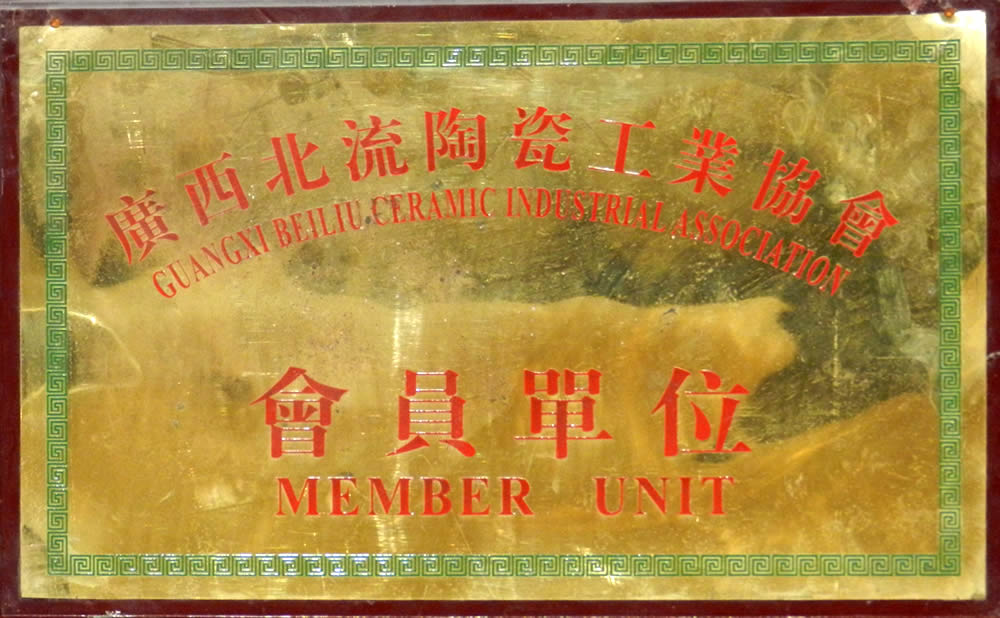 廣西北流陶瓷工業協會
GUANGXI BEILIU CERAMIC INDUSTRIAL ASSOCIATION
會員單位
MEMBER UNIT